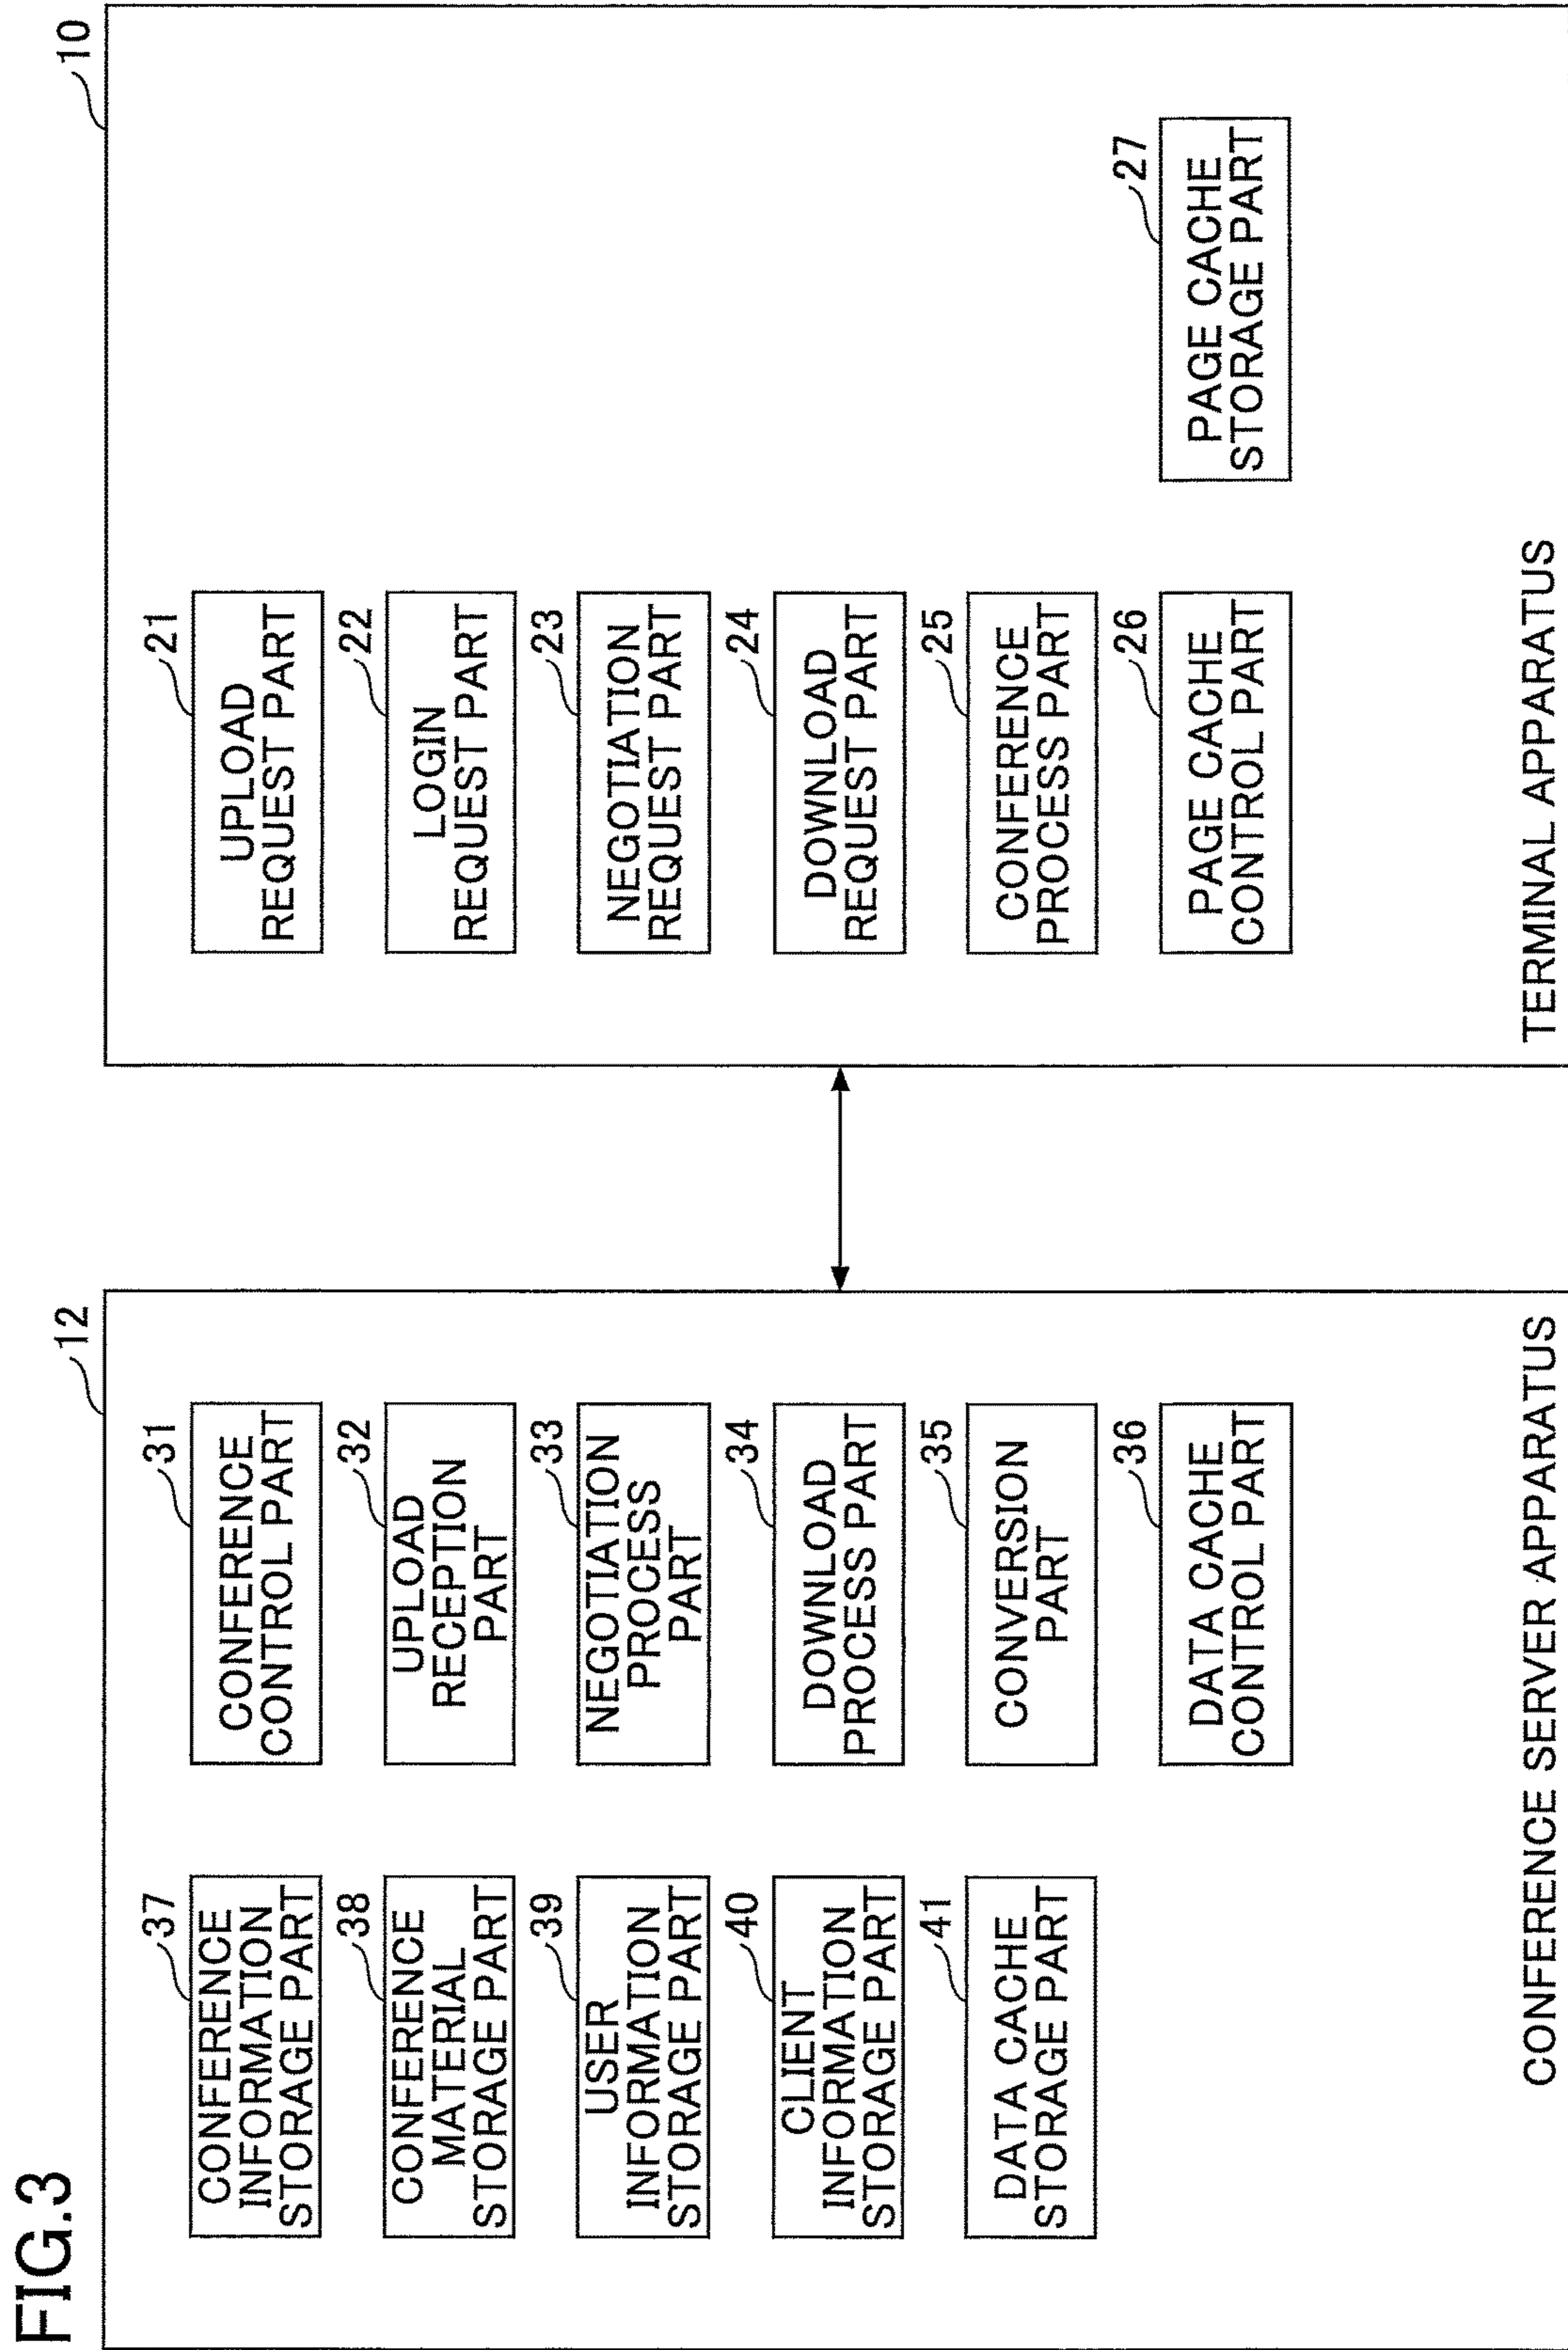 FIG.3
12
37
CONFERENCE
INFORMATION
STORAGE PART
38
CONFERENCE
MATERIAL
STORAGE PART
39
USER
INFORMATION
STORAGE PART
40
CLIENT
INFORMATION
STORAGE PART
41
DATA CACHE
STORAGE PART
31
CONFERENCE
CONTROL PART
32
UPLOAD
RECEPTION
PART
33
NEGOTIATION
PROCESS
PART
34
DOWNLOAD
PROCESS PART
35
CONVERSION
PART
36
DATA CACHE
CONTROL PART
CONFERENCE SERVER APPARATUS
10
21
UPLOAD
REQUEST PART
22
LOGIN
REQUEST PART
23
NEGOTIATION
REQUEST PART
24
DOWNLOAD
REQUEST PART
25
CONFERENCE
PROCESS PART
26
PAGE CACHE
CONTROL PART
27
PAGE CACHE
STORAGE PART
TERMINAL APPARATUS